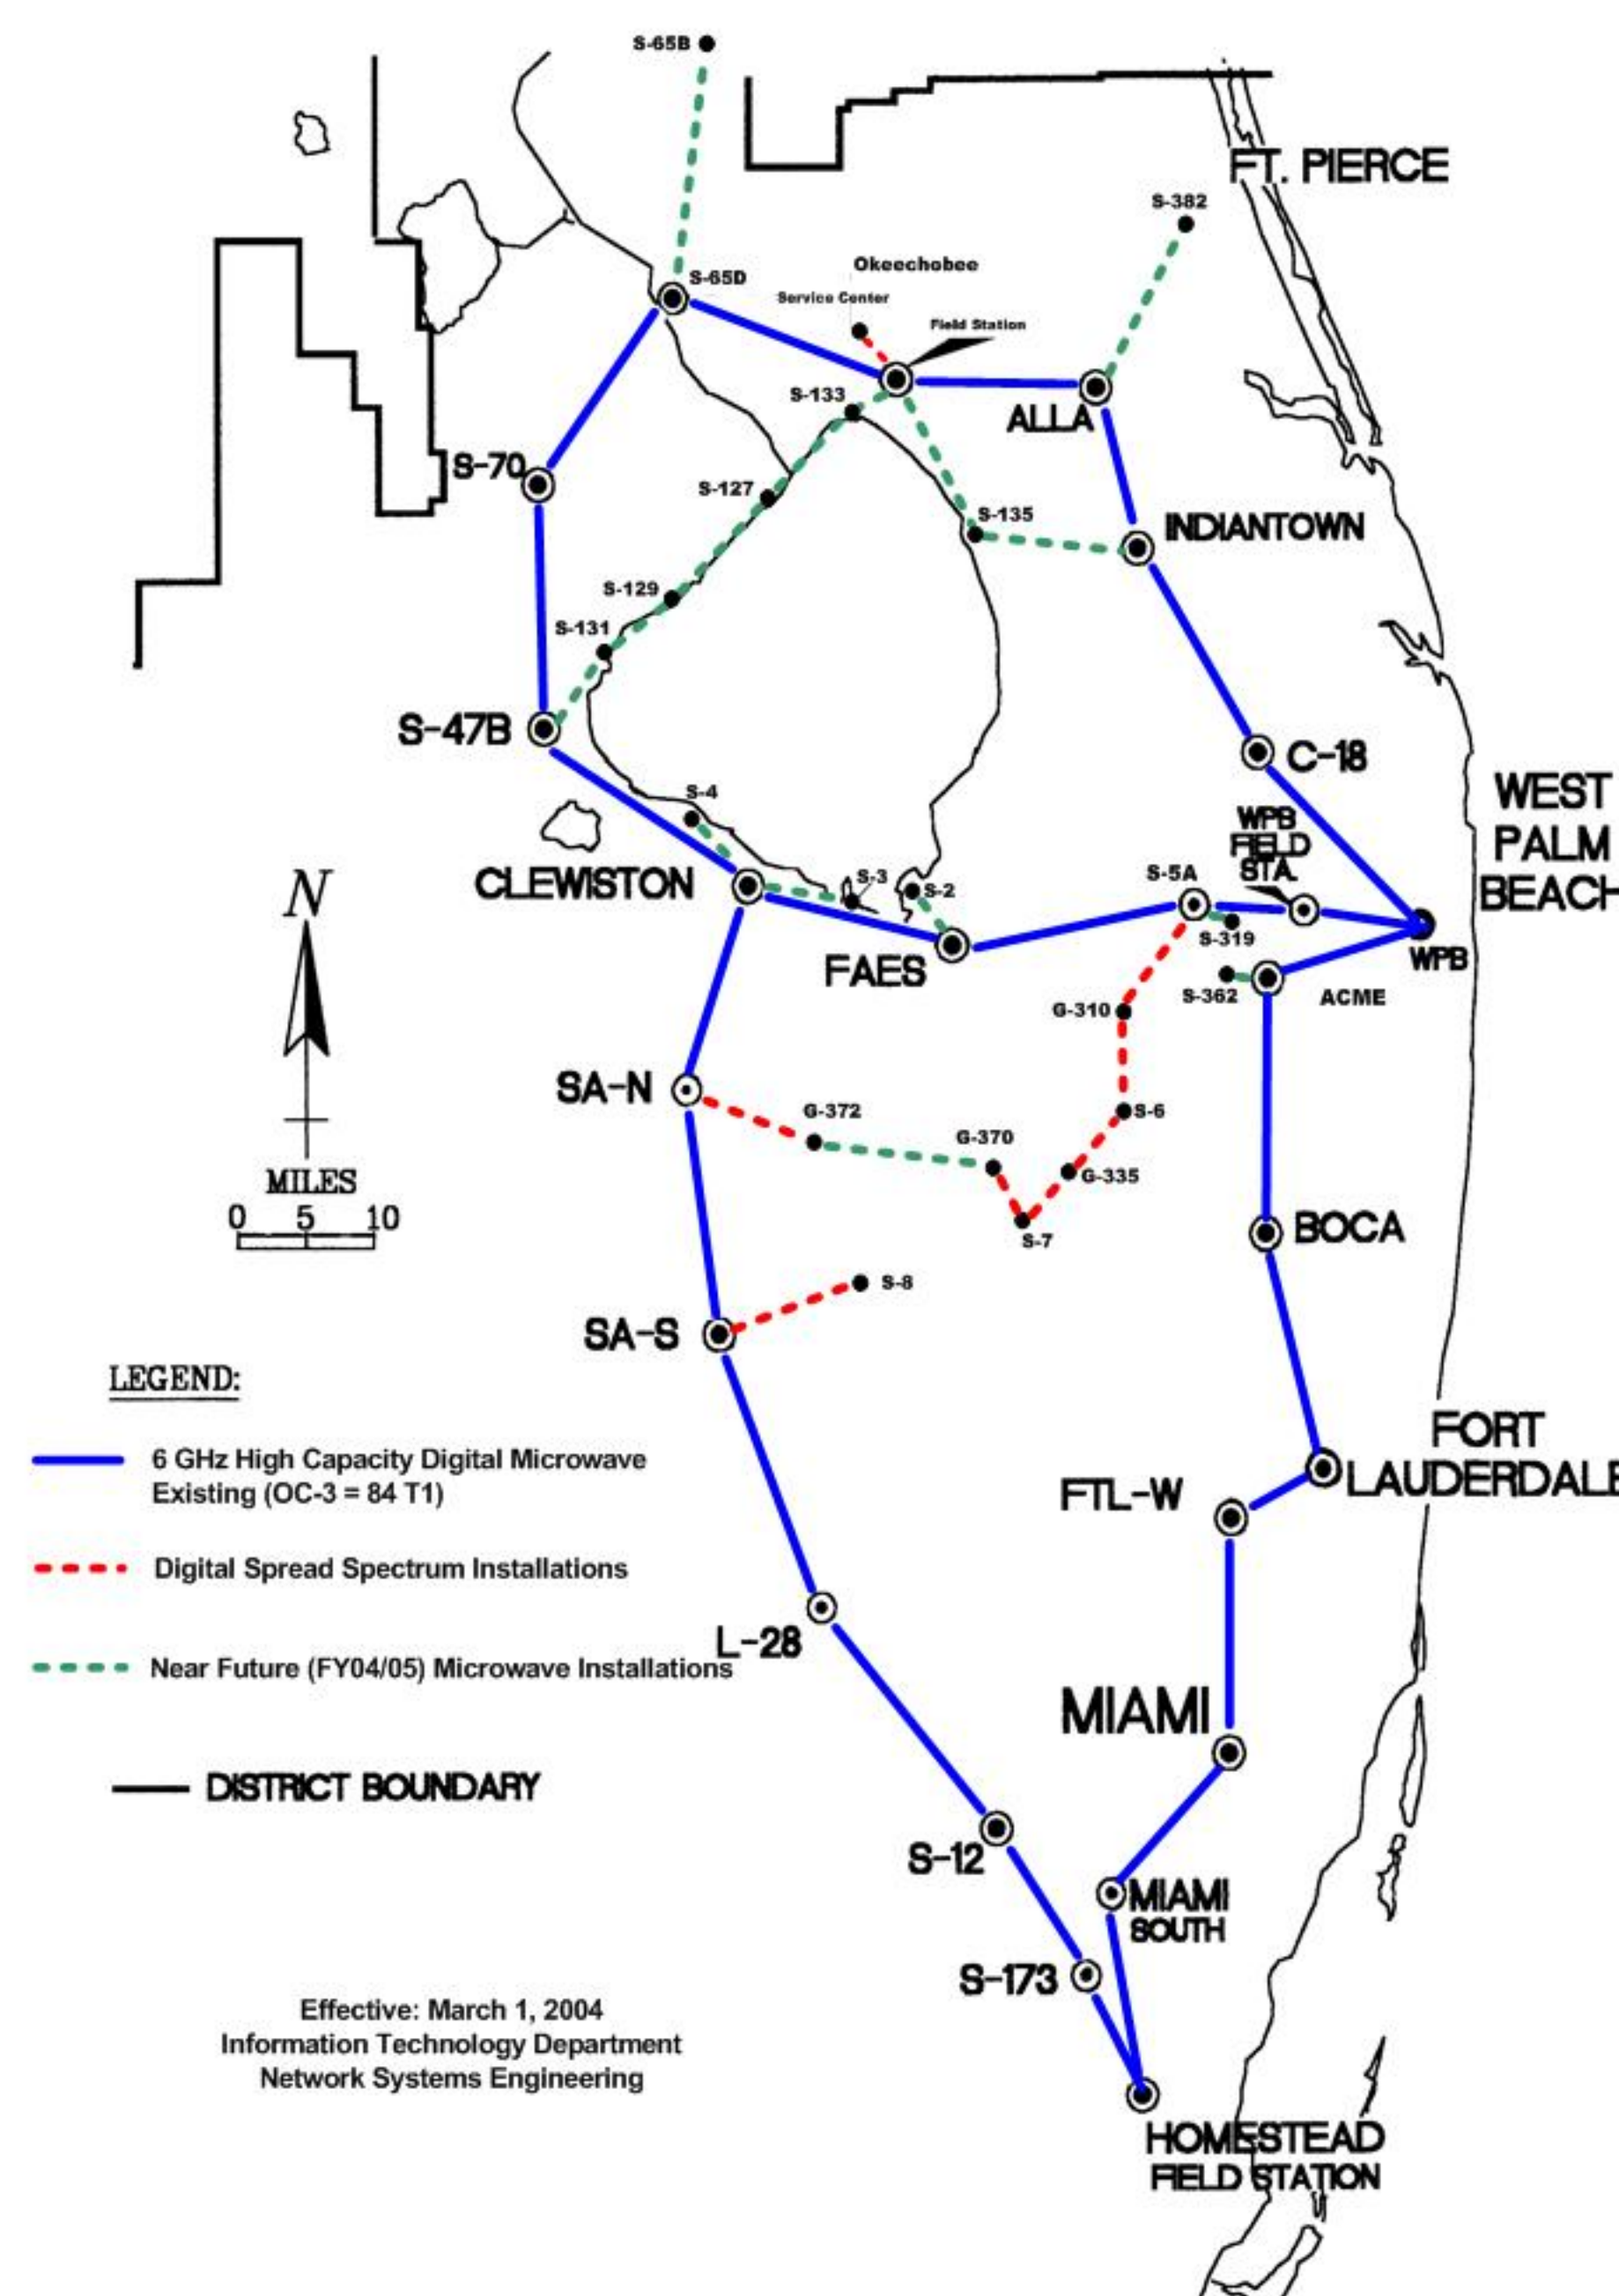 S-65B
FT. PIERCE
S-382
Okeechobee
S-65D
Service Center
Field Station
S-133
ALLA
S-70
S-127
S-135
INDIANTOWN
S-129
S-131
S-47B
C-18
S-4
WEST
PALM
BEACH
WPB
FIELD
STA.
S-5A
CLEWISTON
S-3
S-2
N
S-319
FAES
WPB
S-362
ACME
G-310
SA-N
G-372
S-6
G-370
G-335
MILES
0 5 10
S-7
BOCA
S-8
SA-S
LEGEND:
6 GHz High Capacity Digital Microwave
Existing (OC-3 = 84 T1)
FORT
LAUDERDALE
FTL-W
Digital Spread Spectrum Installations
L-28
Near Future (FY04/05) Microwave Installations
MIAMI
DISTRICT BOUNDARY
S-12
MIAMI
SOUTH
S-173
Effective: March 1, 2004
Information Technology Department
Network Systems Engineering
HOMESTEAD
FIELD STATION